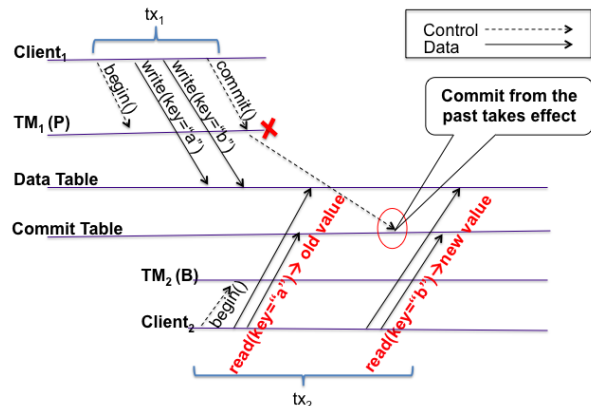 tx1
Control
Data
Client1
begin()
write(key="a")
write(key="b")
commit()
Commit from the
past takes effect
TM1 (P)
Data Table
Commit Table
TM2 (B)
begin()
Client2
read(key="a")→ old value
read(key="b")→new value
tx2